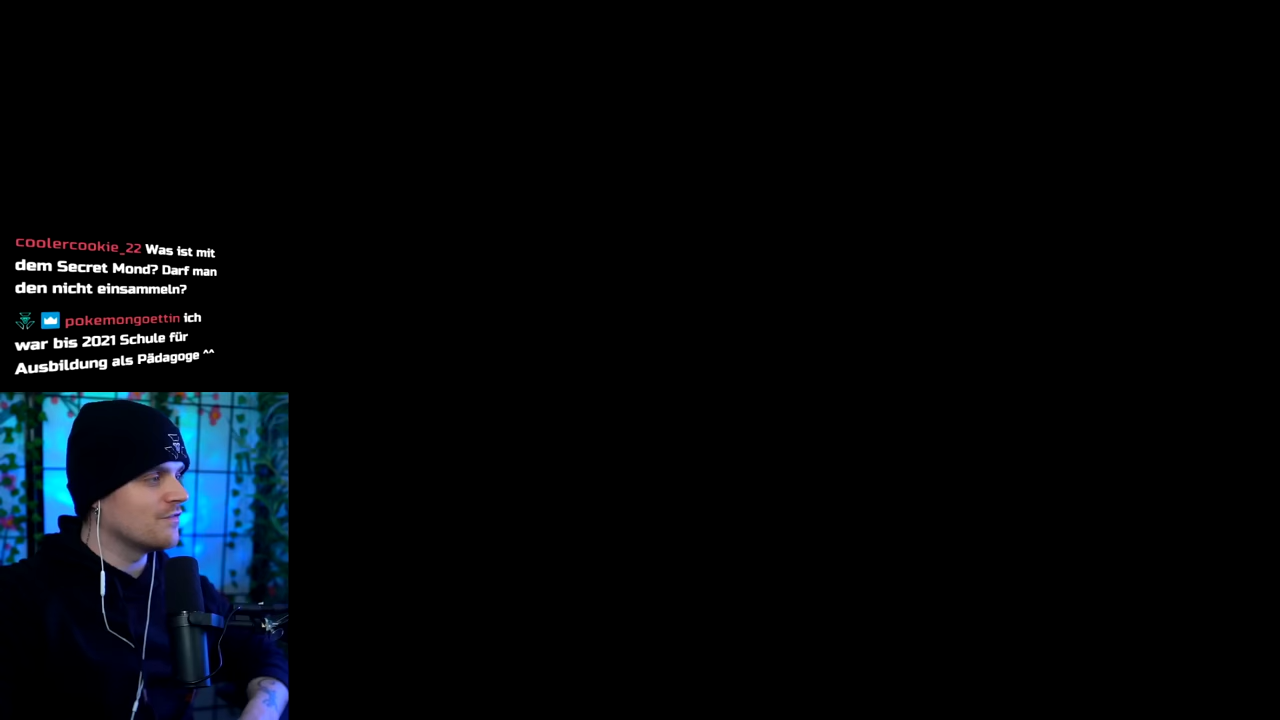 coolercookie_22 Was ist mit
dem Secret Mond? Darf man
den nicht einsammeln?
pokemongoettin ich
war bis 2021 Schule für
Ausbildung als Pädagoge ^^